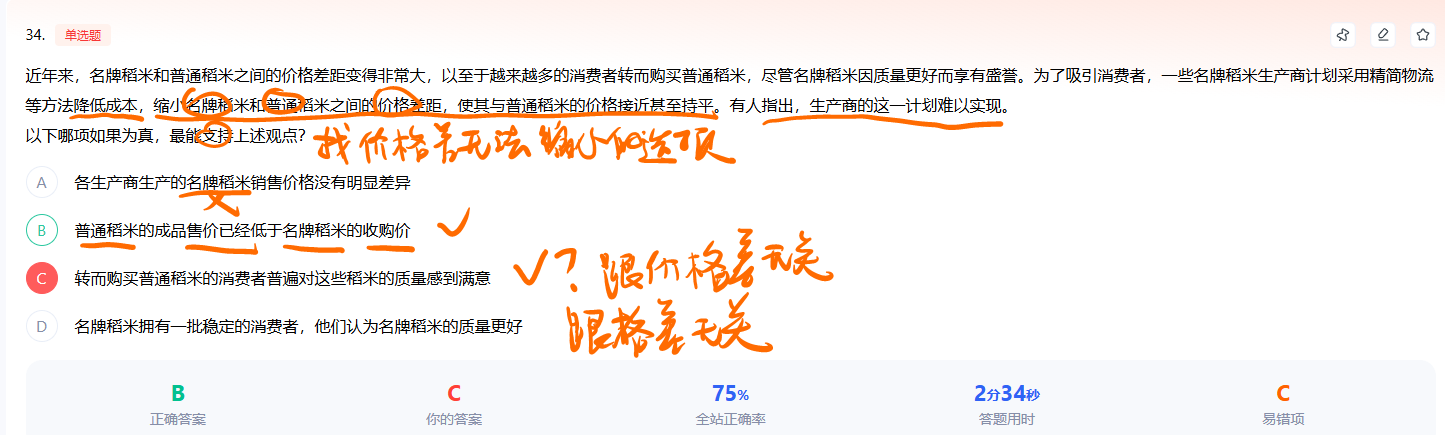 34. 单选题
近年来，名牌稻米和普通稻米之间的价格差距变得非常大，以至于越来越多的消费者转而购买普通稻米，尽管名牌稻米因质量更好而享有盛誉。为了吸引消费者，一些名牌稻米生产商计划采用精简物流
等方法降低成本，缩小名牌稻米和普通稻米之间的价格差距，使其与普通稻米的价格接近甚至持平。有人指出，生产商的这一计划难以实现。
以下哪项如果为真，最能支持上述观点？
找价格差无法缩小的选项
A 各生产商生产的名牌稻米销售价格没有明显差异
B 普通稻米的成品售价已经低于名牌稻米的收购价
C 转而购买普通稻米的消费者普遍对这些稻米的质量感到满意
? 跟价格差无关
D 名牌稻米拥有一批稳定的消费者，他们认为名牌稻米的质量更好
跟格差无关
B C 75% 2分34秒 C
正确答案 你的答案 全站正确率 答题用时 易错项